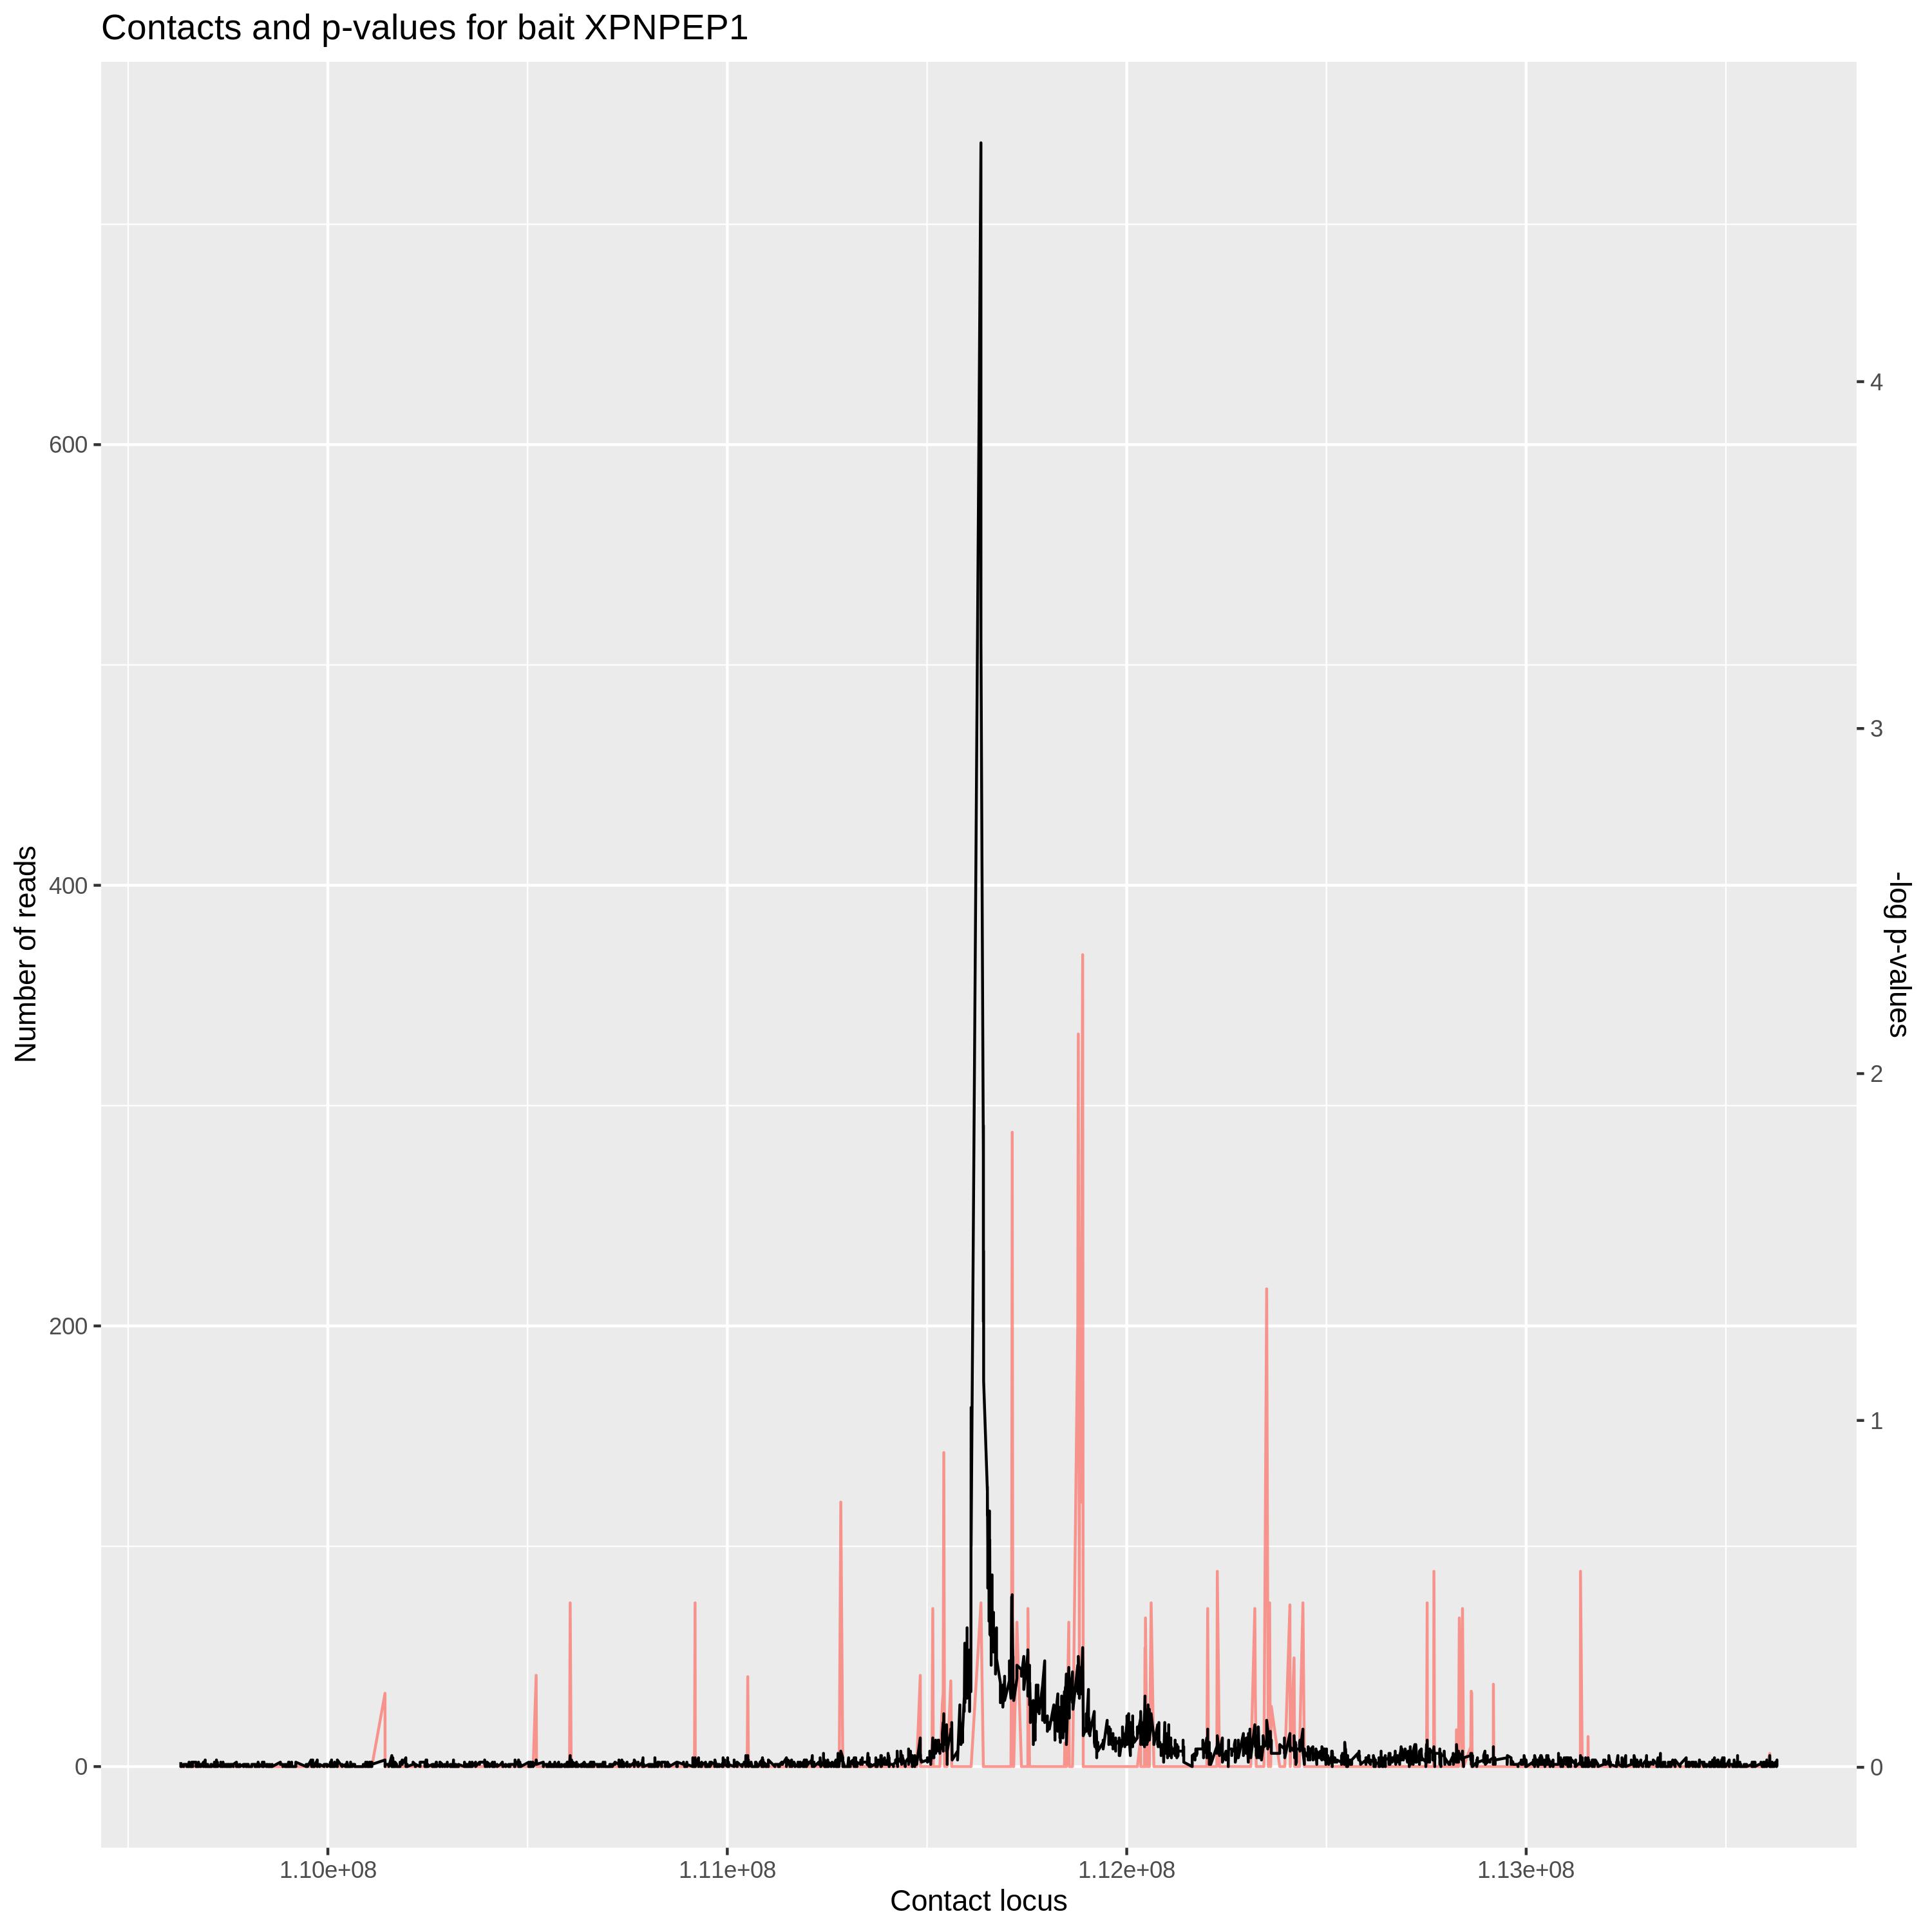 Contacts and p-values for bait XPNPEP1
Number of reads
600
400
200
0
4
3
2
1
0
-log p-values
1.10e+08
1.11e+08
1.12e+08
1.13e+08
Contact locus